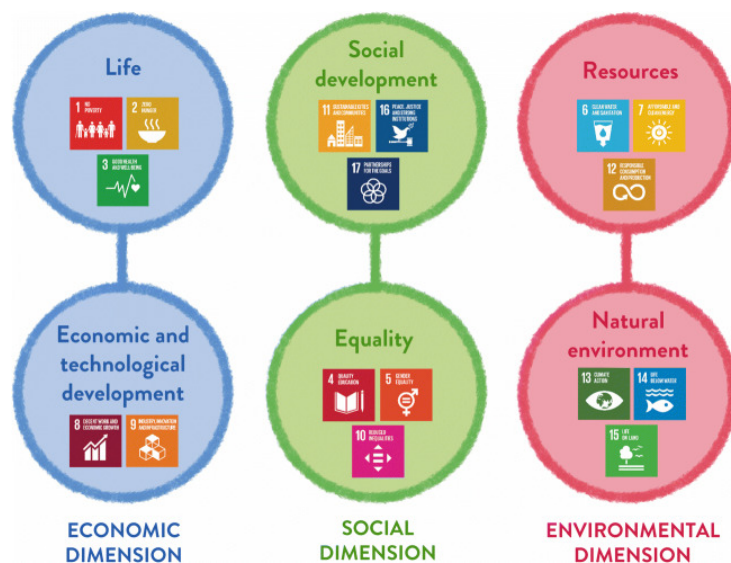 Life
1 NO
POVERTY
2 ZERO
HUNGER
3 GOOD HEALTH
AND WELL-BEING
Social
development
11 SUSTAINABLE CITIES
AND COMMUNITIES
16 PEACE, JUSTICE
AND STRONG
INSTITUTIONS
17 PARTNERSHIPS
FOR THE GOALS
Resources
6 CLEAN WATER
AND SANITATION
7 AFFORDABLE AND
CLEAN ENERGY
12 RESPONSIBLE
CONSUMPTION
AND PRODUCTION
Economic and
technological
development
8 DECENT WORK AND
ECONOMIC GROWTH
9 INDUSTRY, INNOVATION
AND INFRASTRUCTURE
Equality
4 QUALITY
EDUCATION
5 GENDER
EQUALITY
10 REDUCED
INEQUALITIES
Natural
environment
13 CLIMATE
ACTION
14 LIFE
BELOW WATER
15 LIFE
ON LAND
ECONOMIC
DIMENSION
SOCIAL
DIMENSION
ENVIRONMENTAL
DIMENSION